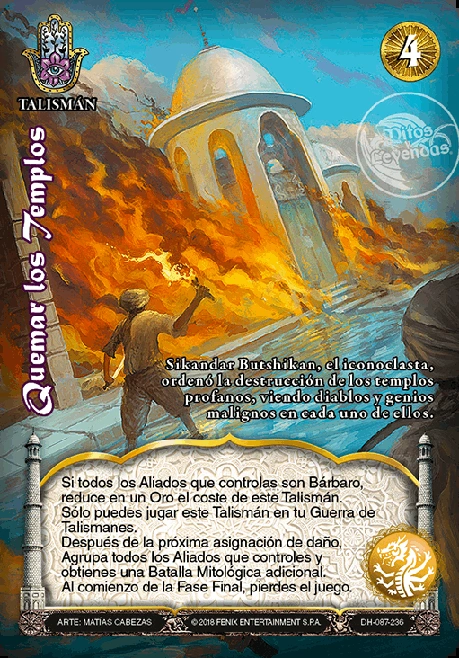 4
TALISMÁN
Mitos
Leyendas
Quemar los Templos
Sikandar Butshikan, el iconoclasta,
ordenó la destrucción de los templos
profanos, viendo diablos y genios
malignos en cada uno de ellos.
Si todos los Aliados que controlas son Bárbaro,
reduce en un Oro el coste de este Talismán.
Sólo puedes jugar este Talismán en tu Guerra de
Talismanes.
Después de la próxima asignación de daño,
Agrupa todos los Aliados que controles y
obtienes una Batalla Mitológica adicional.
Al comienzo de la Fase Final, pierdes el juego.
ARTE: MATIAS CABEZAS © 2018 FENIX ENTERTAINMENT S.P.A. DH-087-236